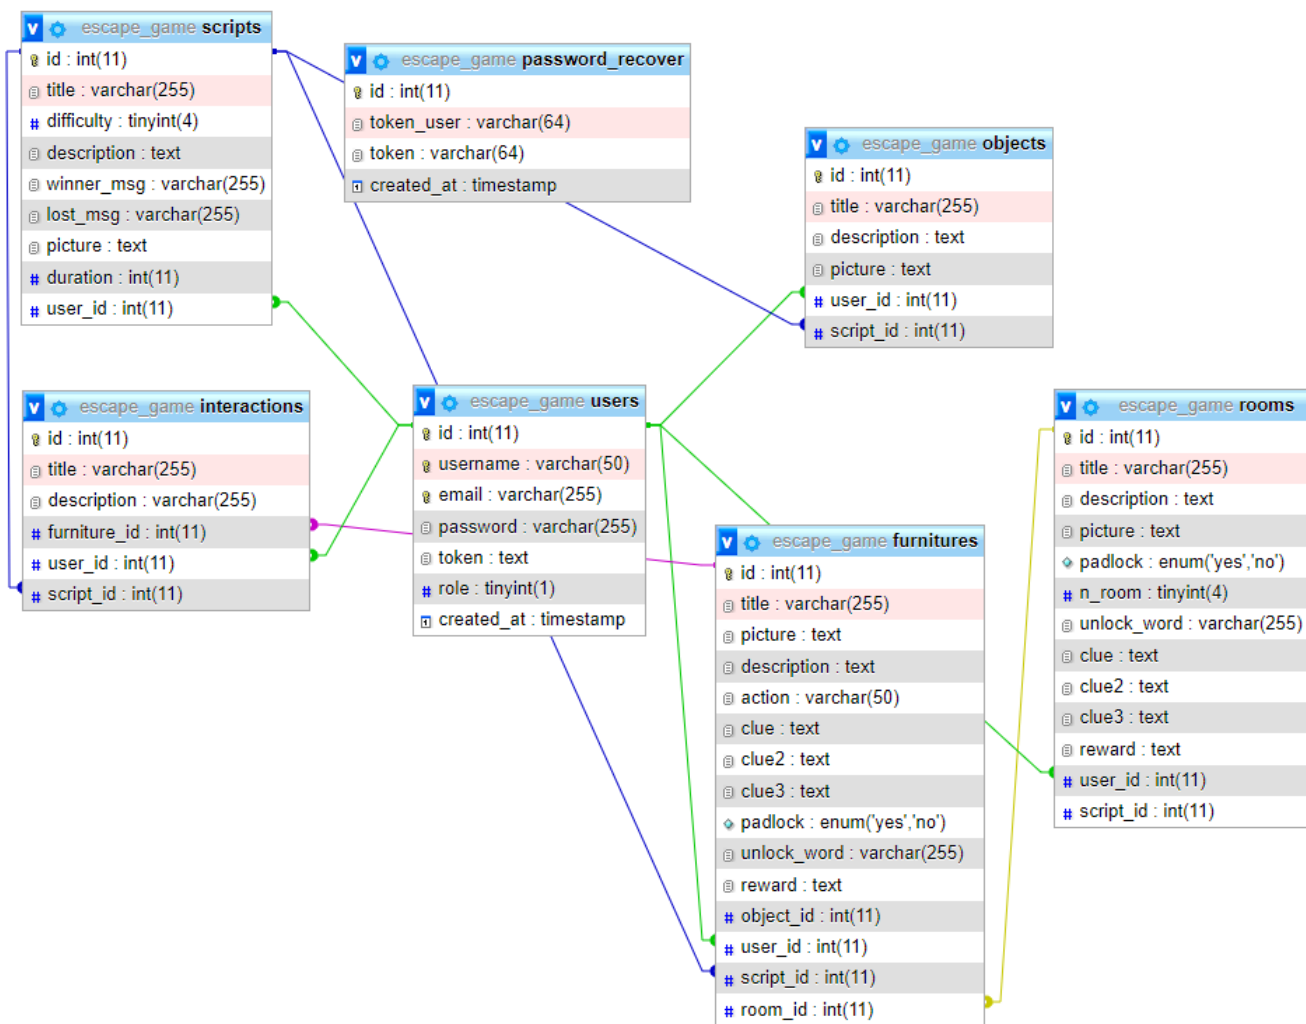 escape_game scripts
id : int(11)
title : varchar(255)
difficulty : tinyint(4)
description : text
winner_msg : varchar(255)
lost_msg : varchar(255)
picture : text
duration : int(11)
user_id : int(11)
escape_game password_recover
id : int(11)
token_user : varchar(64)
token : varchar(64)
created_at : timestamp
escape_game objects
id : int(11)
title : varchar(255)
description : text
picture : text
user_id : int(11)
script_id : int(11)
escape_game interactions
id : int(11)
title : varchar(255)
description : varchar(255)
furniture_id : int(11)
user_id : int(11)
script_id : int(11)
escape_game users
id : int(11)
username : varchar(50)
email : varchar(255)
password : varchar(255)
token : text
role : tinyint(1)
created_at : timestamp
escape_game furnitures
id : int(11)
title : varchar(255)
picture : text
description : text
action : varchar(50)
clue : text
clue2 : text
clue3 : text
padlock : enum('yes','no')
unlock_word : varchar(255)
reward : text
object_id : int(11)
user_id : int(11)
script_id : int(11)
room_id : int(11)
escape_game rooms
id : int(11)
title : varchar(255)
description : text
picture : text
padlock : enum('yes','no')
n_room : tinyint(4)
unlock_word : varchar(255)
clue : text
clue2 : text
clue3 : text
reward : text
user_id : int(11)
script_id : int(11)